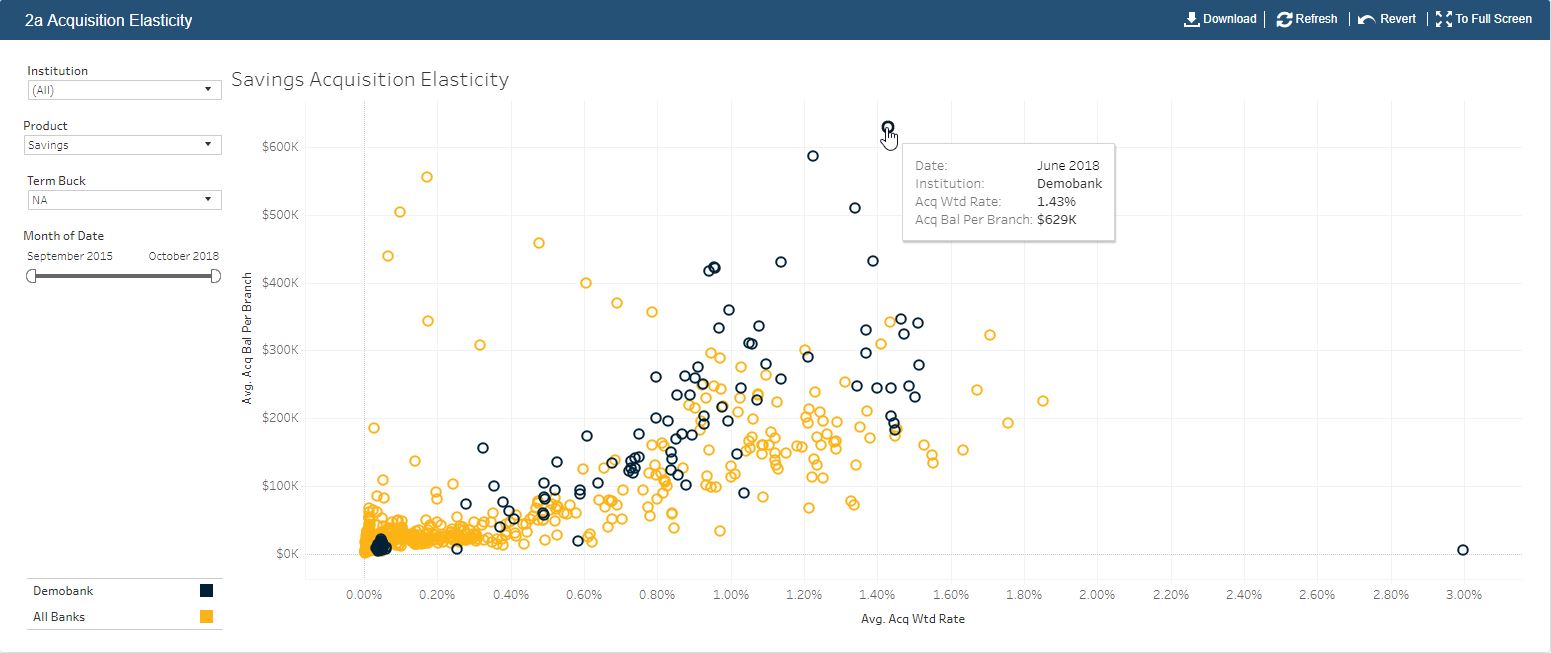 2a Acquisition Elasticity
Download
Refresh
Revert
To Full Screen
Institution
(All)
Product
Savings
Term Buck
NA
Month of Date
September 2015
October 2018
Demobank
All Banks
Savings Acquisition Elasticity
Avg. Acq Bal Per Branch
$600K
$500K
$400K
$300K
$200K
$100K
$0K
Date: June 2018
Institution: Demobank
Acq Wtd Rate: 1.43%
Acq Bal Per Branch: $629K
0.00% 0.20% 0.40% 0.60% 0.80% 1.00% 1.20% 1.40% 1.60% 1.80% 2.00% 2.20% 2.40% 2.60% 2.80% 3.00%
Avg. Acq Wtd Rate